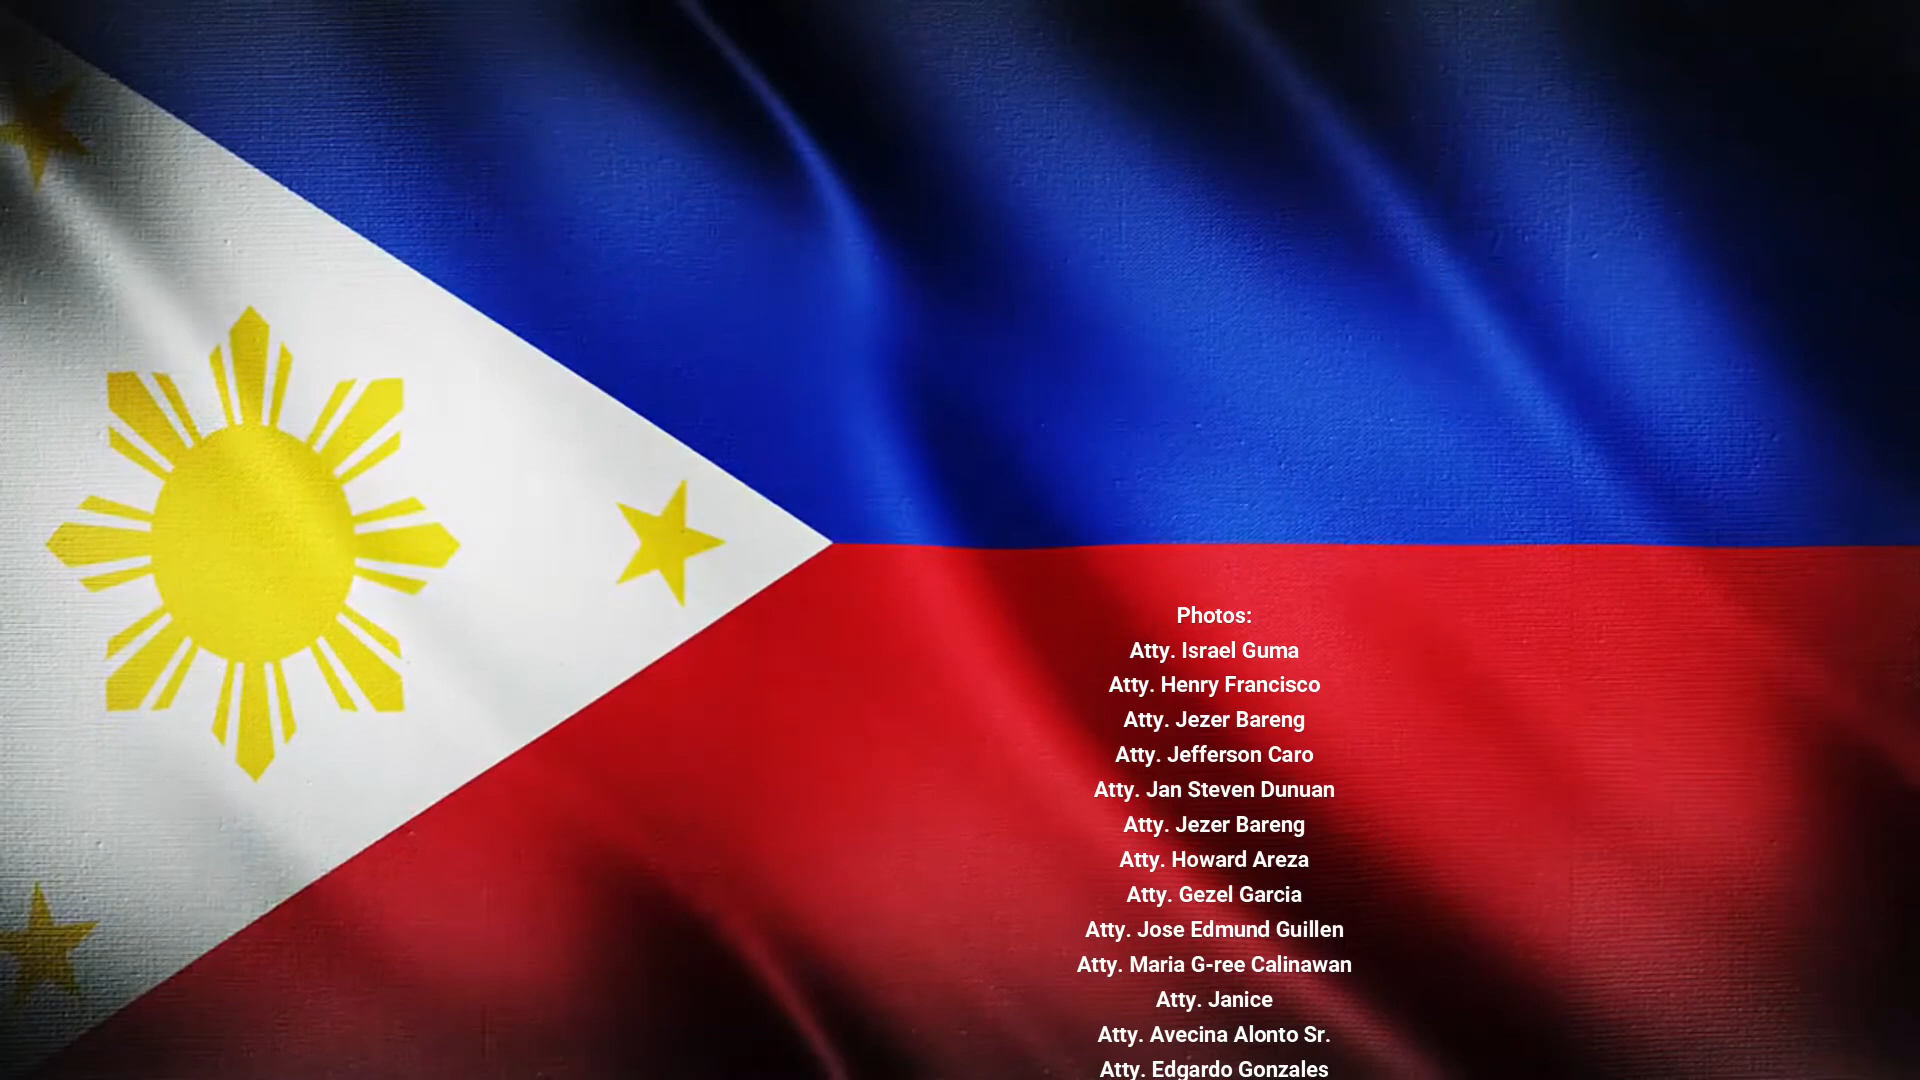 Photos:
Atty. Israel Guma
Atty. Henry Francisco
Atty. Jezer Bareng
Atty. Jefferson Caro
Atty. Jan Steven Dunuan
Atty. Jezer Bareng
Atty. Howard Areza
Atty. Gezel Garcia
Atty. Jose Edmund Guillen
Atty. Maria G-ree Calinawan
Atty. Janice
Atty. Avecina Alonto Sr.
Atty. Edgardo Gonzales